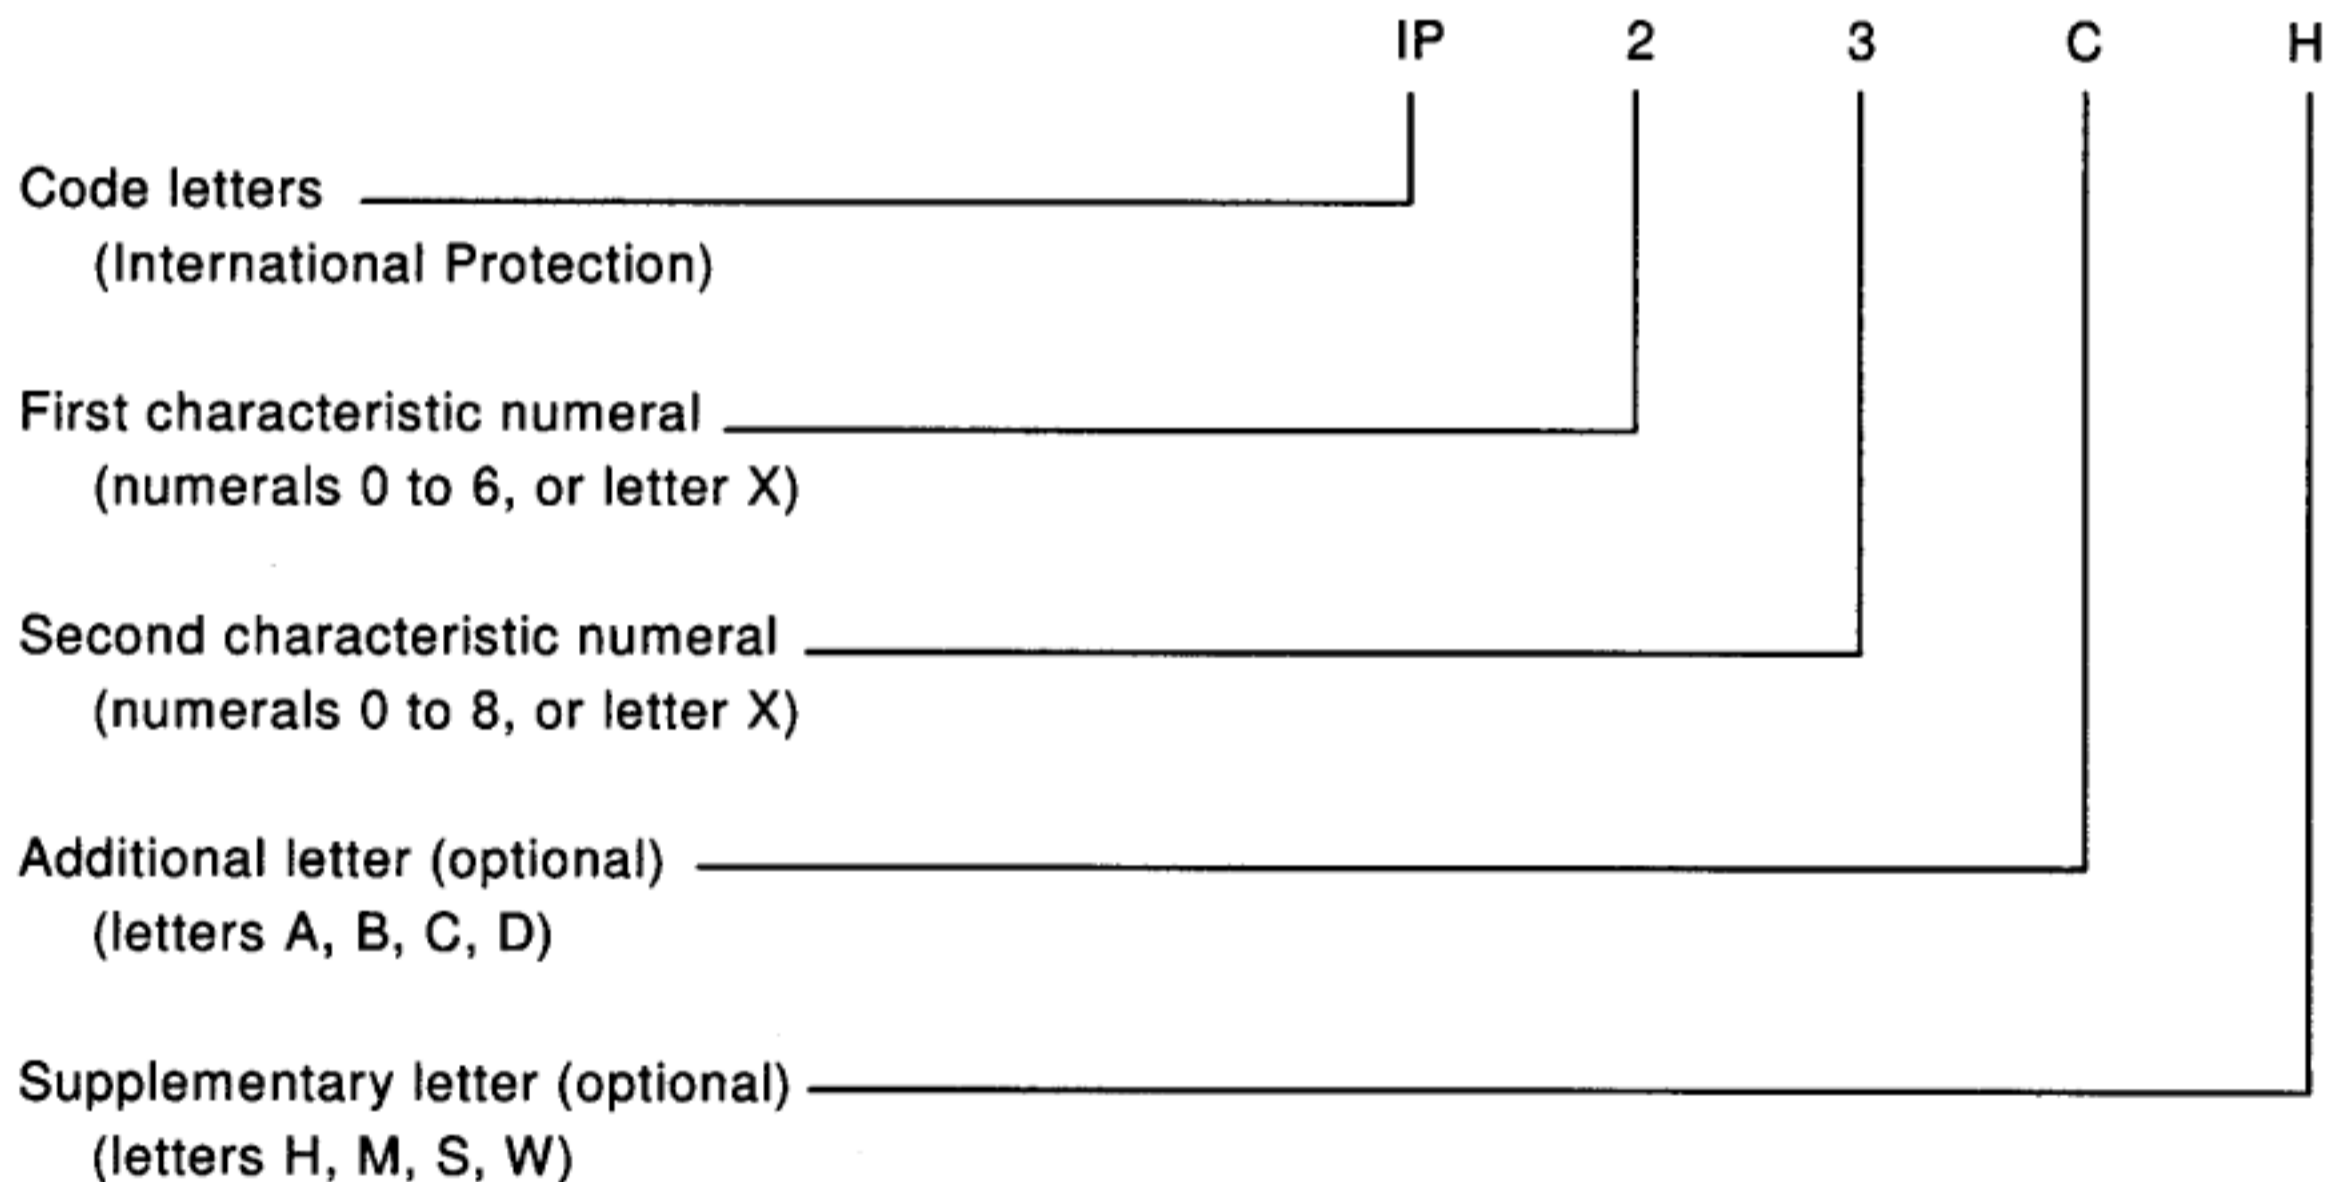 IP 2 3 C H
Code letters
(International Protection)
First characteristic numeral
(numerals 0 to 6, or letter X)
Second characteristic numeral
(numerals 0 to 8, or letter X)
Additional letter (optional)
(letters A, B, C, D)
Supplementary letter (optional)
(letters H, M, S, W)